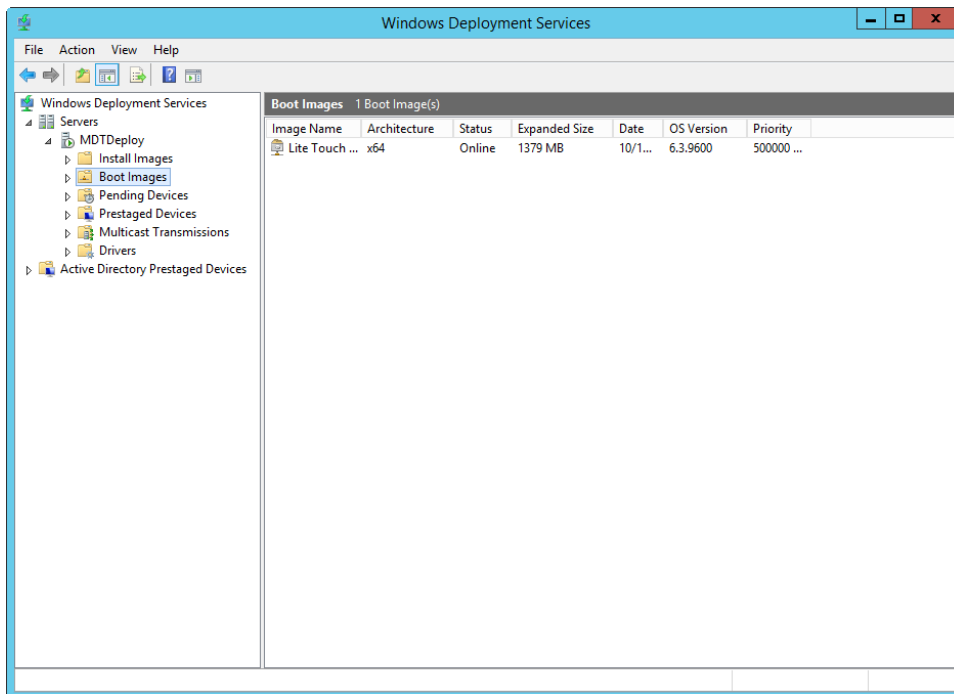 Windows Deployment Services
File Action View Help
Windows Deployment Services
Servers
MDTDeploy
Install Images
Boot Images
Pending Devices
Prestaged Devices
Multicast Transmissions
Drivers
Active Directory Prestaged Devices
Boot Images 1 Boot Image(s)
Image Name Architecture Status Expanded Size Date OS Version Priority
Lite Touch ... x64 Online 1379 MB 10/1... 6.3.9600 500000 ...